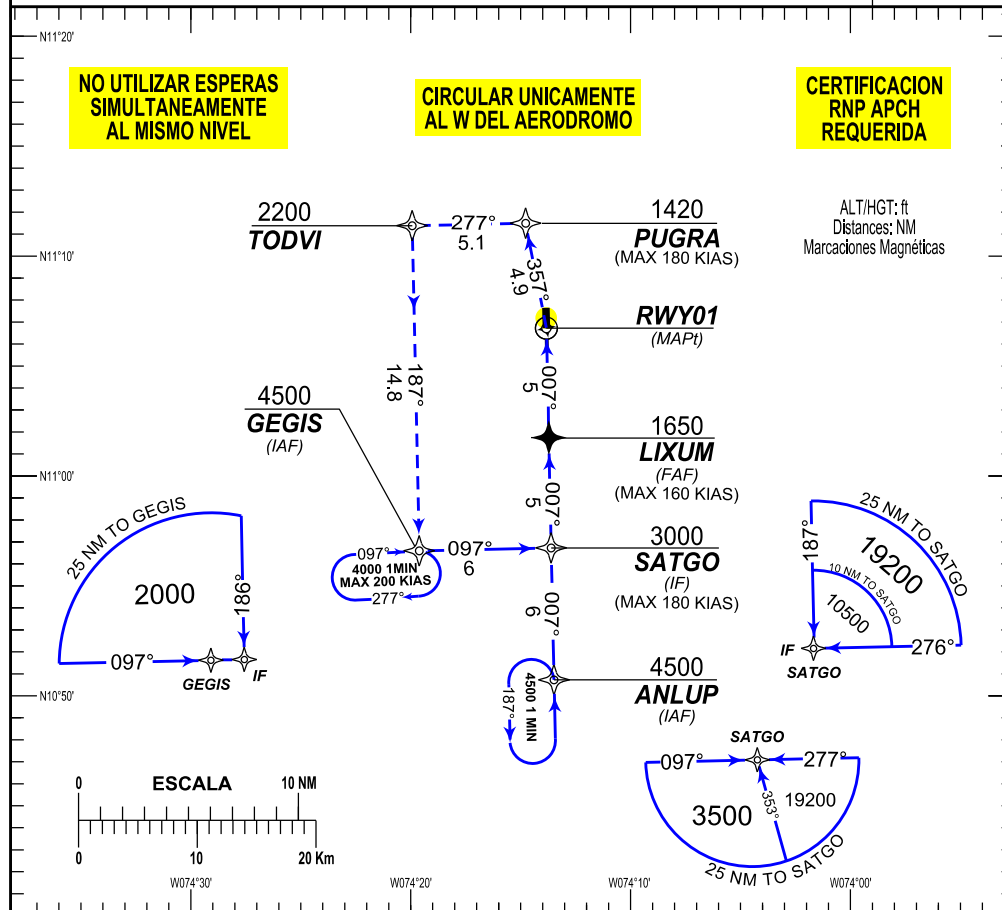 N11°20'
NO UTILIZAR ESPERAS
SIMULTANEAMENTE
AL MISMO NIVEL
CIRCULAR UNICAMENTE
AL W DEL AERODROMO
CERTIFICACION
RNP APCH
REQUERIDA
ALT/HGT: ft
Distances: NM
Marcaciones Magnéticas
2200
TODVI
277°
5.1
1420
PUGRA
(MAX 180 KIAS)
N11°10'
357°
4.9
RWY01
(MAPt)
187°
14.8
007°
5
4500
GEGIS
(IAF)
1650
LIXUM
(FAF)
(MAX 160 KIAS)
N11°00'
007°
5
097°
4000 1MIN
MAX 200 KIAS
277°
097°
6
3000
SATGO
(IF)
(MAX 180 KIAS)
007°
6
25 NM TO GEGIS
2000
186°
097°
GEGIS
IF
25 NM TO SATGO
19200
187°
10 NM TO SATGO
10500
IF
SATGO
276°
N10°50'
4500 1 MIN
187°
4500
ANLUP
(IAF)
SATGO
097°
277°
3500
353°
19200
25 NM TO SATGO
0
ESCALA
10 NM
0
10
20 Km
W074°30'
W074°20'
W074°10'
W074°00'